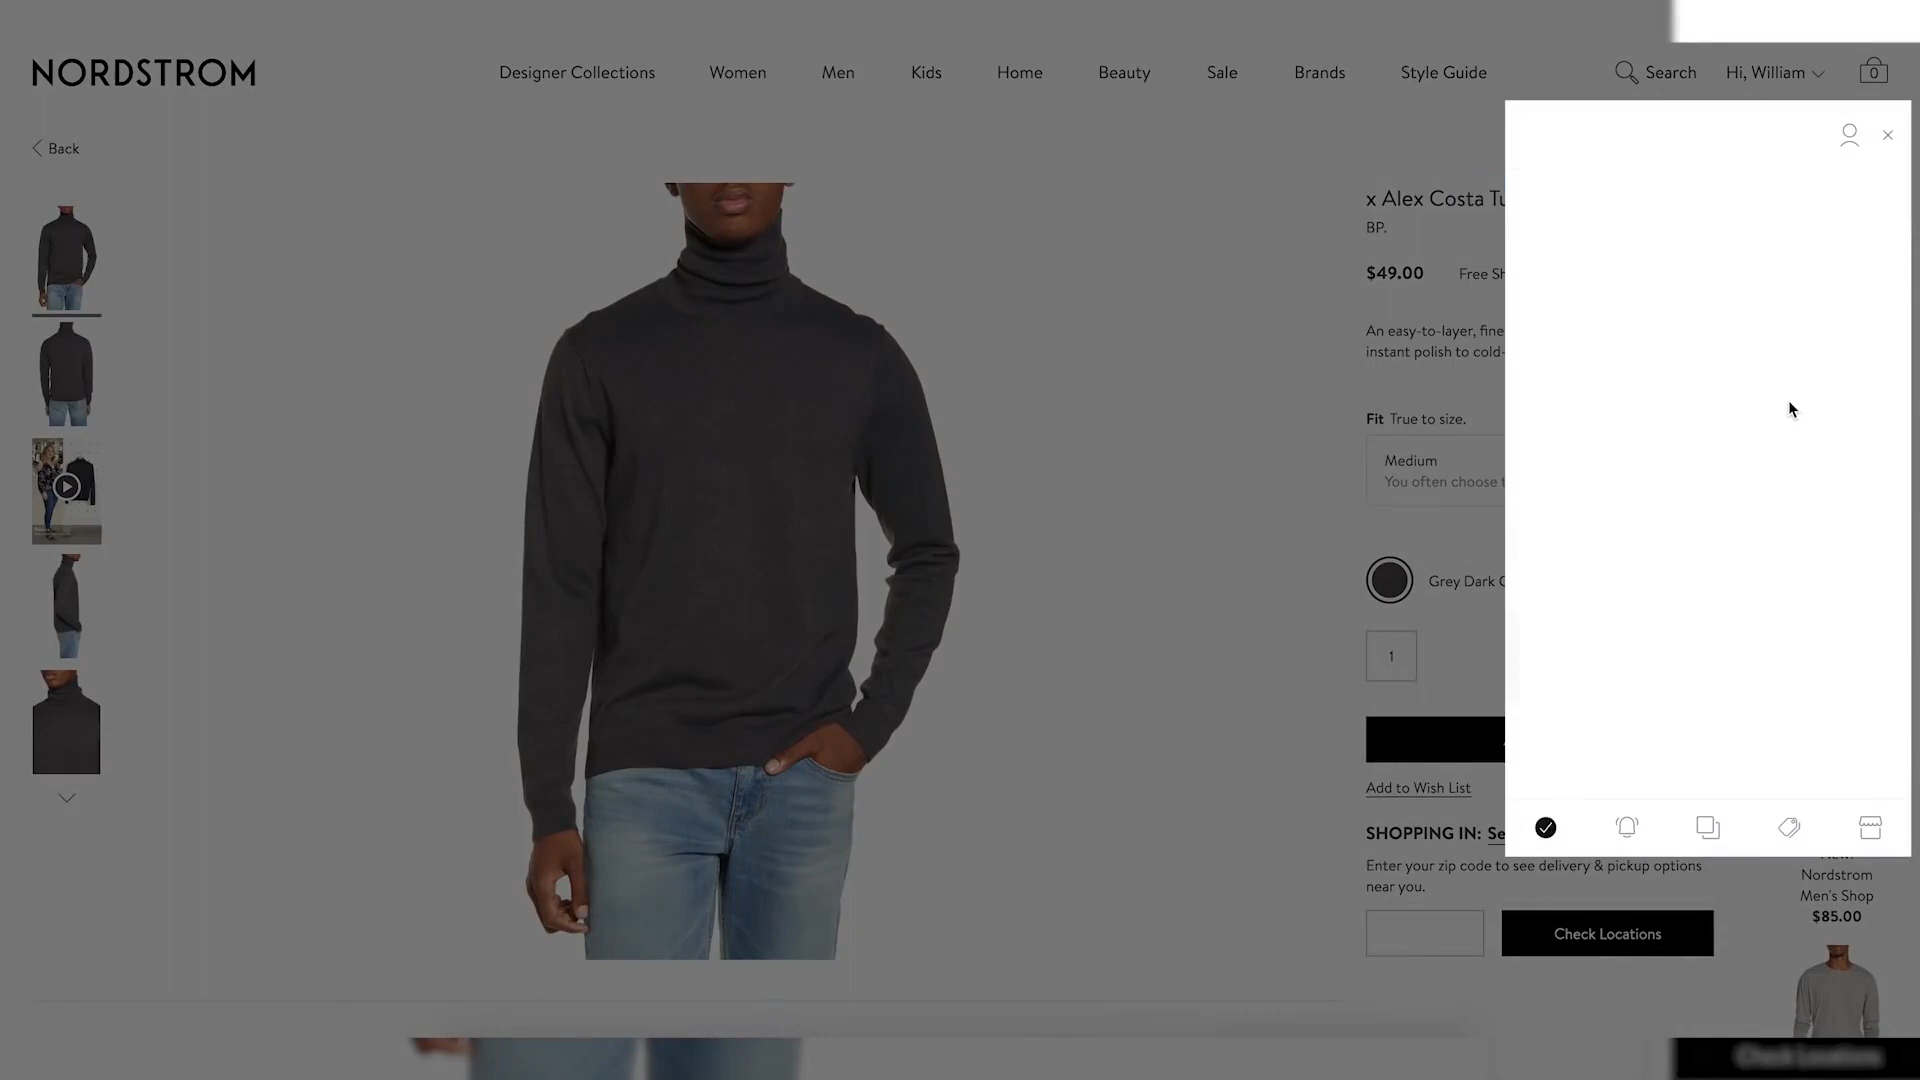 NORDSTROM
Designer Collections
Women
Men
Kids
Home
Beauty
Sale
Brands
Style Guide
Search
Hi, William
0
Back
x Alex Costa Tu
BP.
$49.00
Free Sh
An easy-to-layer, fine
instant polish to cold-
Fit True to size.
Medium
You often choose t
Grey Dark C
1
Add to Wish List
SHOPPING IN: Se
Enter your zip code to see delivery & pickup options
near you.
Check Locations
Nordstrom
Men's Shop
$85.00
Check Locations